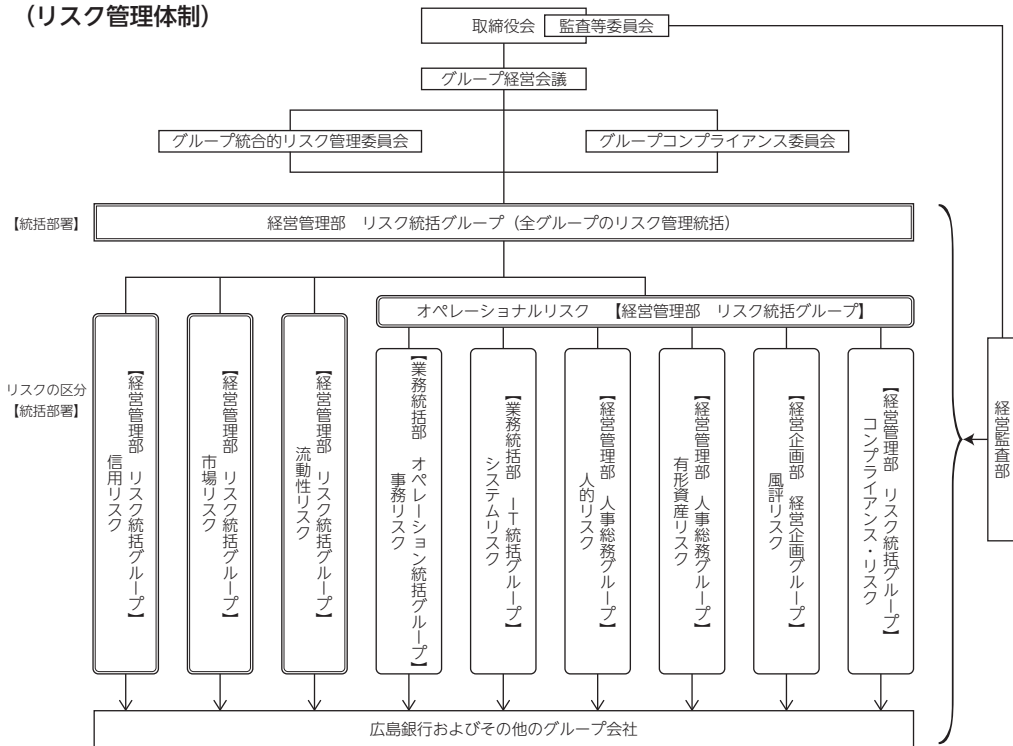 (リスク管理体制)
取締役会
監査等委員会
グループ経営会議
グループ統合的リスク管理委員会
グループコンプライアンス委員会
【統括部署】
経営管理部　リスク統括グループ（全グループのリスク管理統括）
オペレーショナルリスク　【経営管理部　リスク統括グループ】
リスクの区分
【統括部署】
信用リスク
【経営管理部　リスク統括グループ】
市場リスク
【経営管理部　リスク統括グループ】
流動性リスク
【経営管理部　リスク統括グループ】
事務リスク
【業務統括部　オペレーション統括グループ】
システムリスク
【業務統括部　IT統括グループ】
人的リスク
【経営管理部　人事総務グループ】
有形資産リスク
【経営管理部　人事総務グループ】
風評リスク
【経営企画部　経営企画グループ】
コンプライアンス・リスク
【経営管理部　リスク統括グループ】
経営監査部
広島銀行およびその他のグループ会社